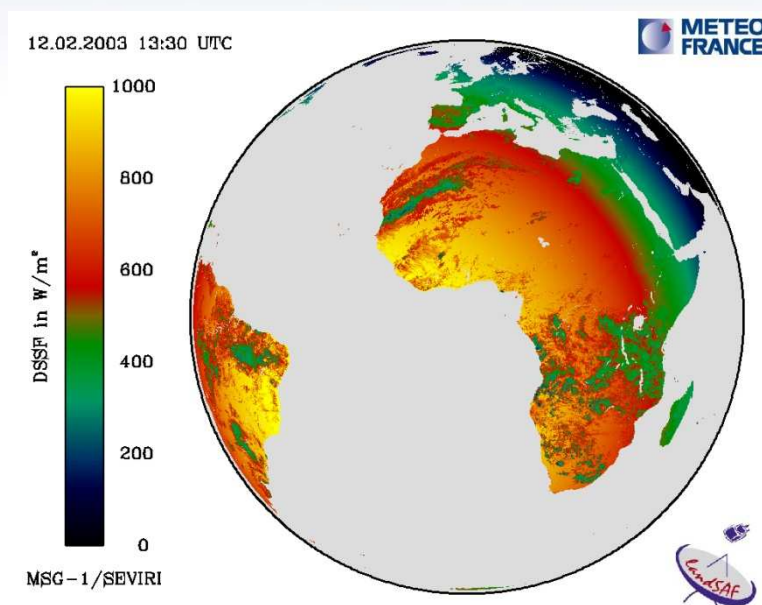 12.02.2003 13:30 UTC
METEO
FRANCE
1000
800
600
400
200
0
DSSF in W/m²
MSG-1/SEVIRI
landSAF